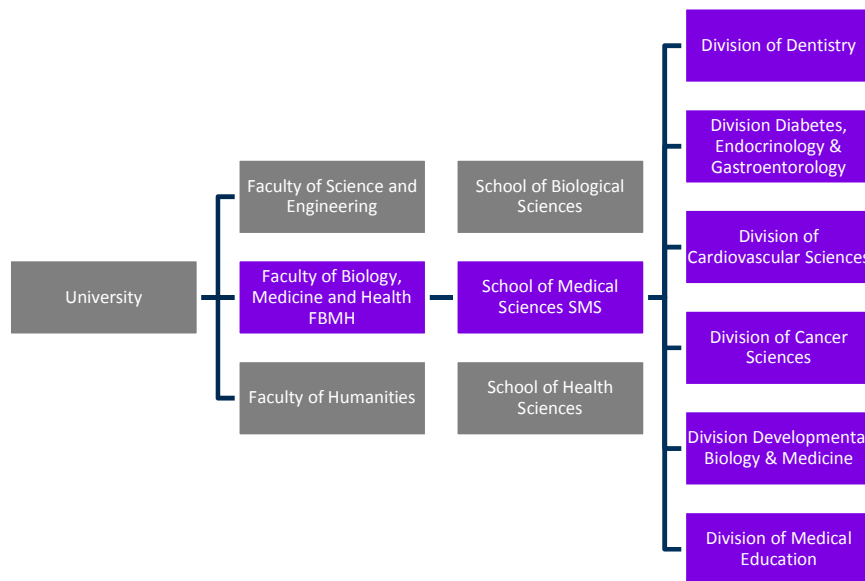 University
Faculty of Science and
Engineering
Faculty of Biology,
Medicine and Health
FBMH
Faculty of Humanities
School of Biological
Sciences
School of Medical
Sciences SMS
School of Health
Sciences
Division of Dentistry
Division Diabetes,
Endocrinology &
Gastroentorology
Division of
Cardiovascular Sciences
Division of Cancer
Sciences
Division Developmenta
Biology & Medicine
Division of Medical
Education